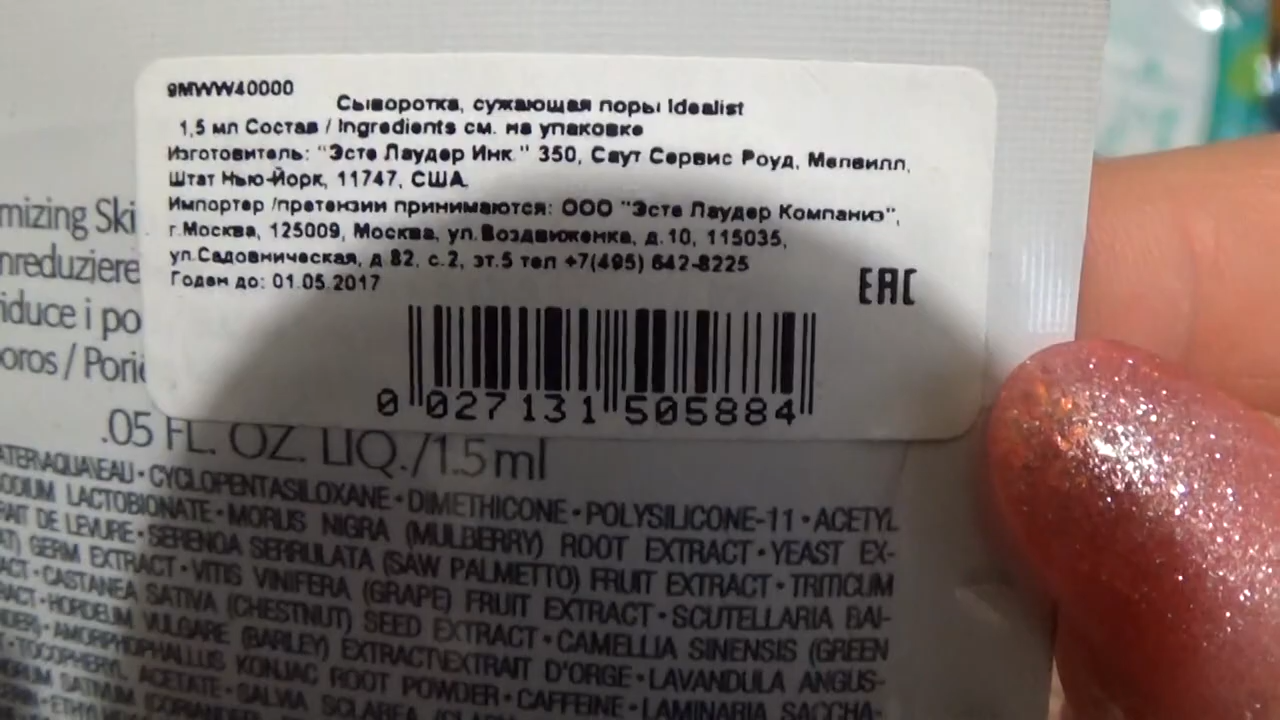 9MWW40000
Сыворотка, сужающая поры Idealist
1,5 мл Состав / Ingredients см. на упаковке
Изготовитель: "Эсте Лаудер Инк." 350, Саут Сервис Роуд, Мелвилл,
Штат Нью-Йорк, 11747, США
Импортер /претензии принимаются: ООО "Эсте Лаудер Компаниз",
г.Москва, 125009, Москва, ул.Воздвиженка, д.10, 115035,
ул.Садовническая, д 82, с.2, эт.5 тел +7(495) 642-8225
Годен до: 01.05.2017
EAC
0 027131 505884
mizing Ski
nreduziere
iduce i po
oros / Porie
.05 FL. OZ. LIQ./1.5 ml
ATER\AQUA\EAU • CYCLOPENTASILOXANE • DIMETHICONE • POLYSILICONE-11 • ACETYL
ODIUM LACTOBIONATE • MORUS NIGRA (MULBERRY) ROOT EXTRACT • YEAST EX-
RAIT DE LEVURE • SERENOA SERRULATA (SAW PALMETTO) FRUIT EXTRACT • TRITICUM
AT) GERM EXTRACT • VITIS VINIFERA (GRAPE) FRUIT EXTRACT • SCUTELLARIA BAI-
ACT • CASTANEA SATIVA (CHESTNUT) SEED EXTRACT • CAMELLIA SINENSIS (GREEN
RACT • HORDEUM VULGARE (BARLEY) EXTRACT\EXTRAIT D'ORGE • LAVANDULA ANGUS-
DER) • AMORPHOPHALLUS KONJAC ROOT POWDER • CAFFEINE • LAMINARIA SACCHA-
T • TOCOPHERYL ACETATE • SALVIA SCLAREA
SATIVUM (CORIANDER)